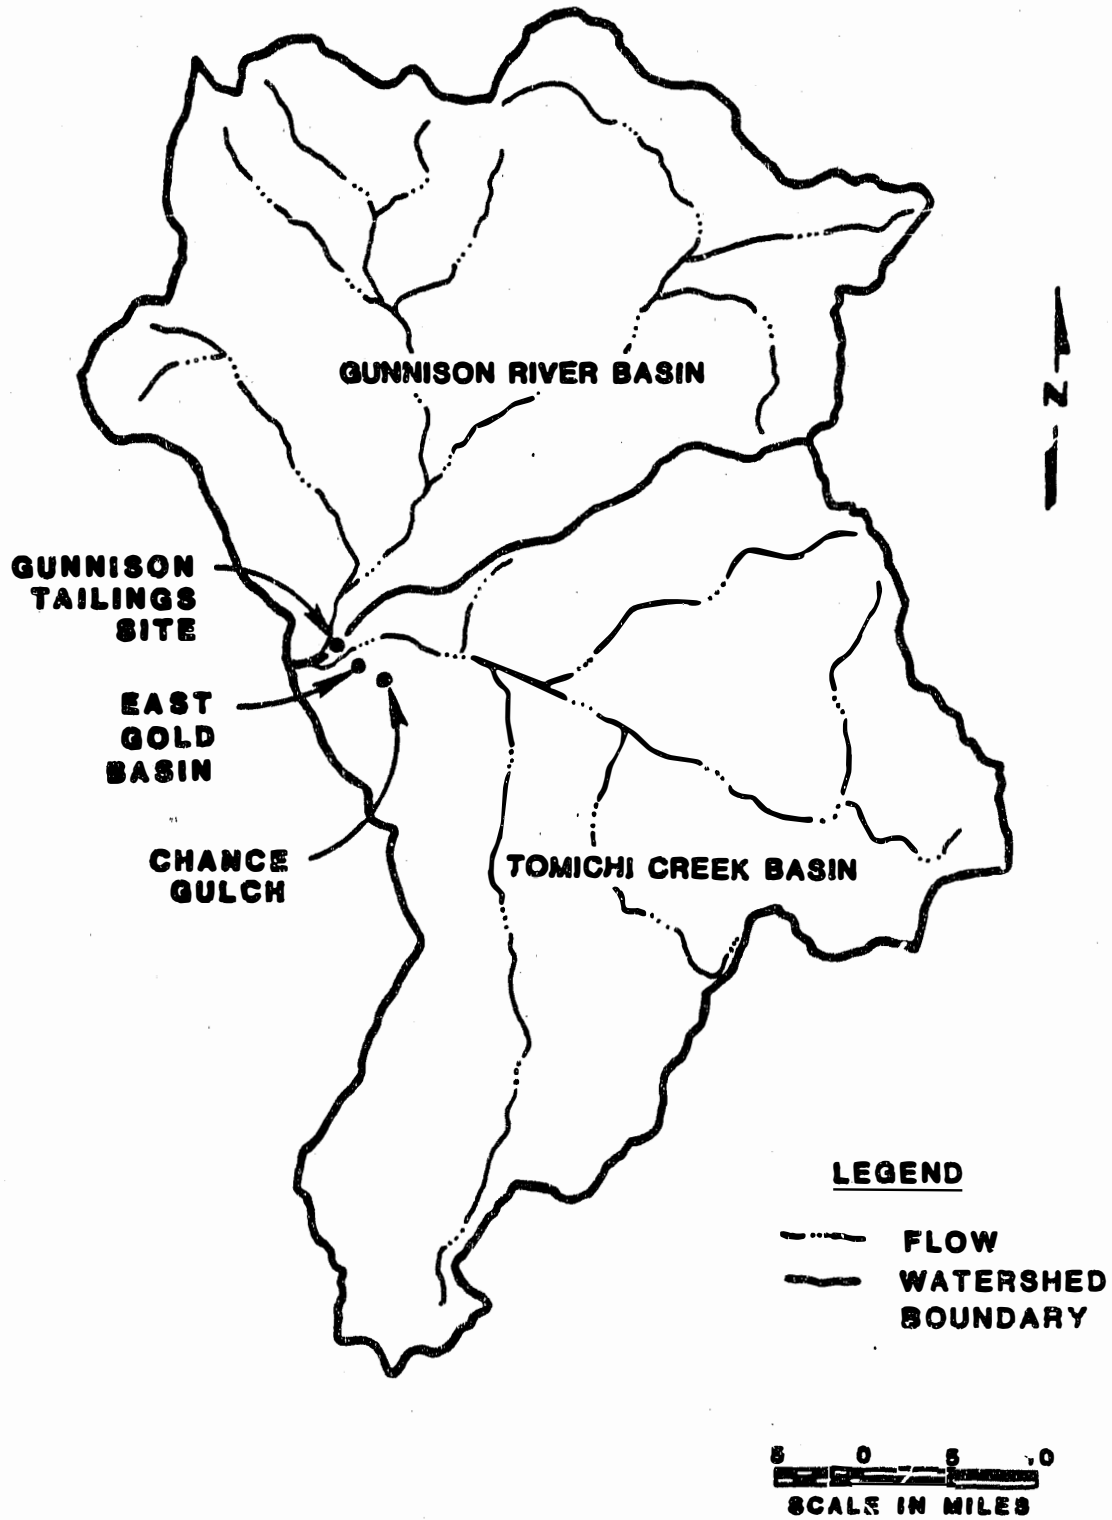 GUNNISON RIVER BASIN
N
GUNNISON
TAILINGS
SITE
EAST
GOLD
BASIN
CHANCE
GULCH
TOMICHI CREEK BASIN
LEGEND
FLOW
WATERSHED
BOUNDARY
5 0 5 10
SCALE IN MILES